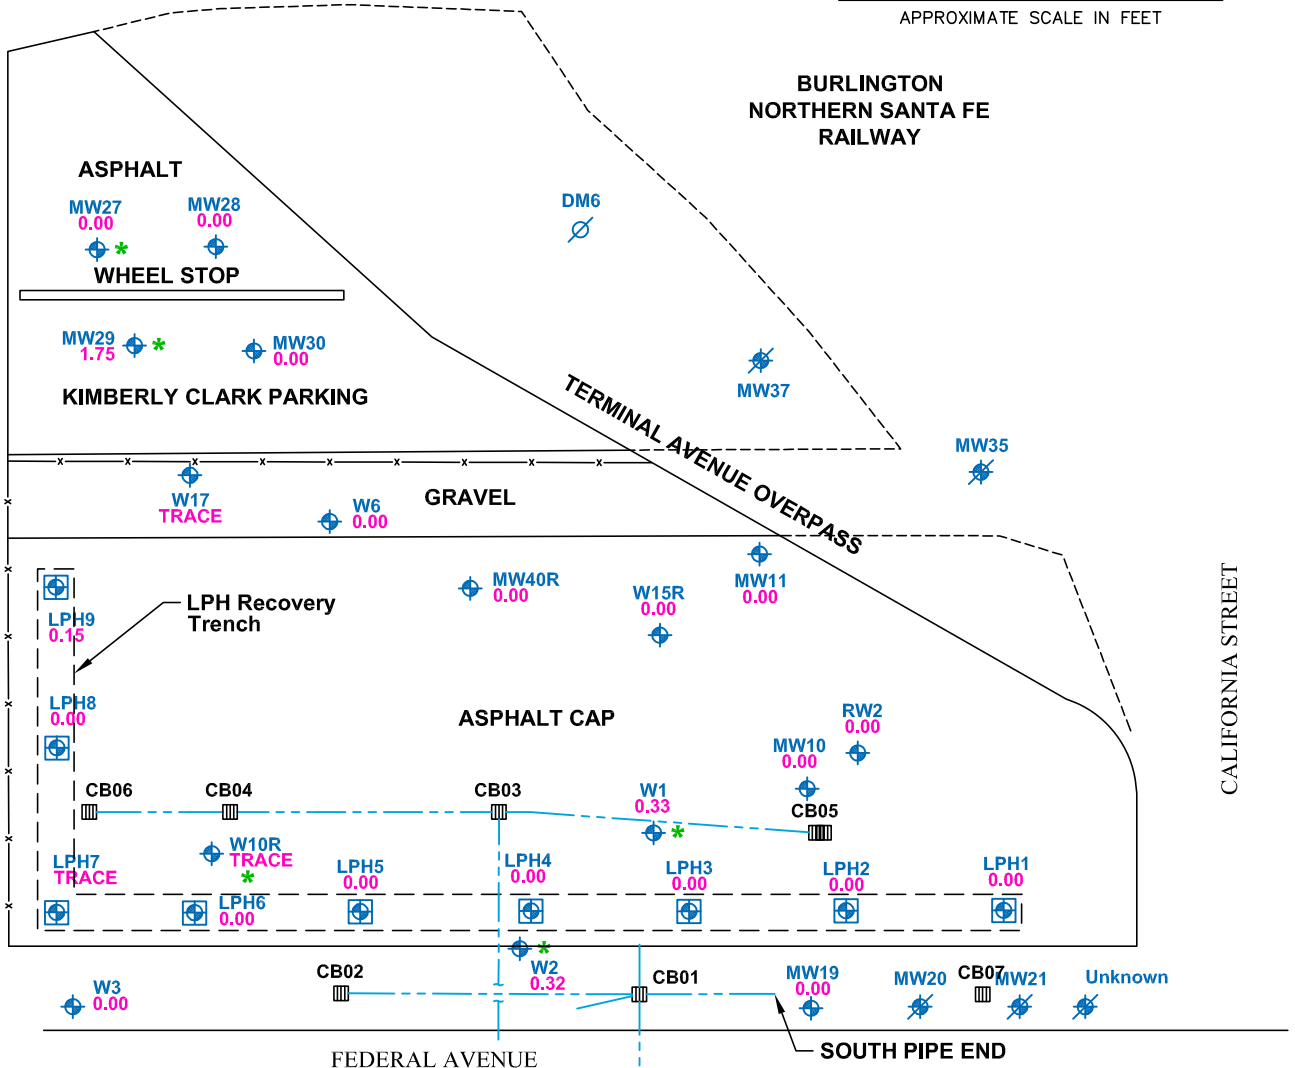 APPROXIMATE SCALE IN FEET
BURLINGTON
NORTHERN SANTA FE
RAILWAY
ASPHALT
MW27
0.00
*
MW28
0.00
DM6
WHEEL STOP
MW29
1.75
*
MW30
0.00
KIMBERLY CLARK PARKING
MW37
TERMINAL AVENUE OVERPASS
MW35
x x x x x x x x x
W17
TRACE
W6
0.00
GRAVEL
x
x
x
x
x
x
x
MW11
0.00
MW40R
0.00
W15R
0.00
LPH9
0.15
LPH Recovery
Trench
CALIFORNIA STREET
LPH8
0.00
ASPHALT CAP
RW2
0.00
MW10
0.00
CB06
CB04
CB03
W1
0.33
*
CB05
W10R
TRACE
*
LPH7
TRACE
LPH6
0.00
LPH5
0.00
LPH4
0.00
LPH3
0.00
LPH2
0.00
LPH1
0.00
*
W2
0.32
W3
0.00
CB02
CB01
MW19
0.00
MW20
CB07
MW21
Unknown
FEDERAL AVENUE
SOUTH PIPE END